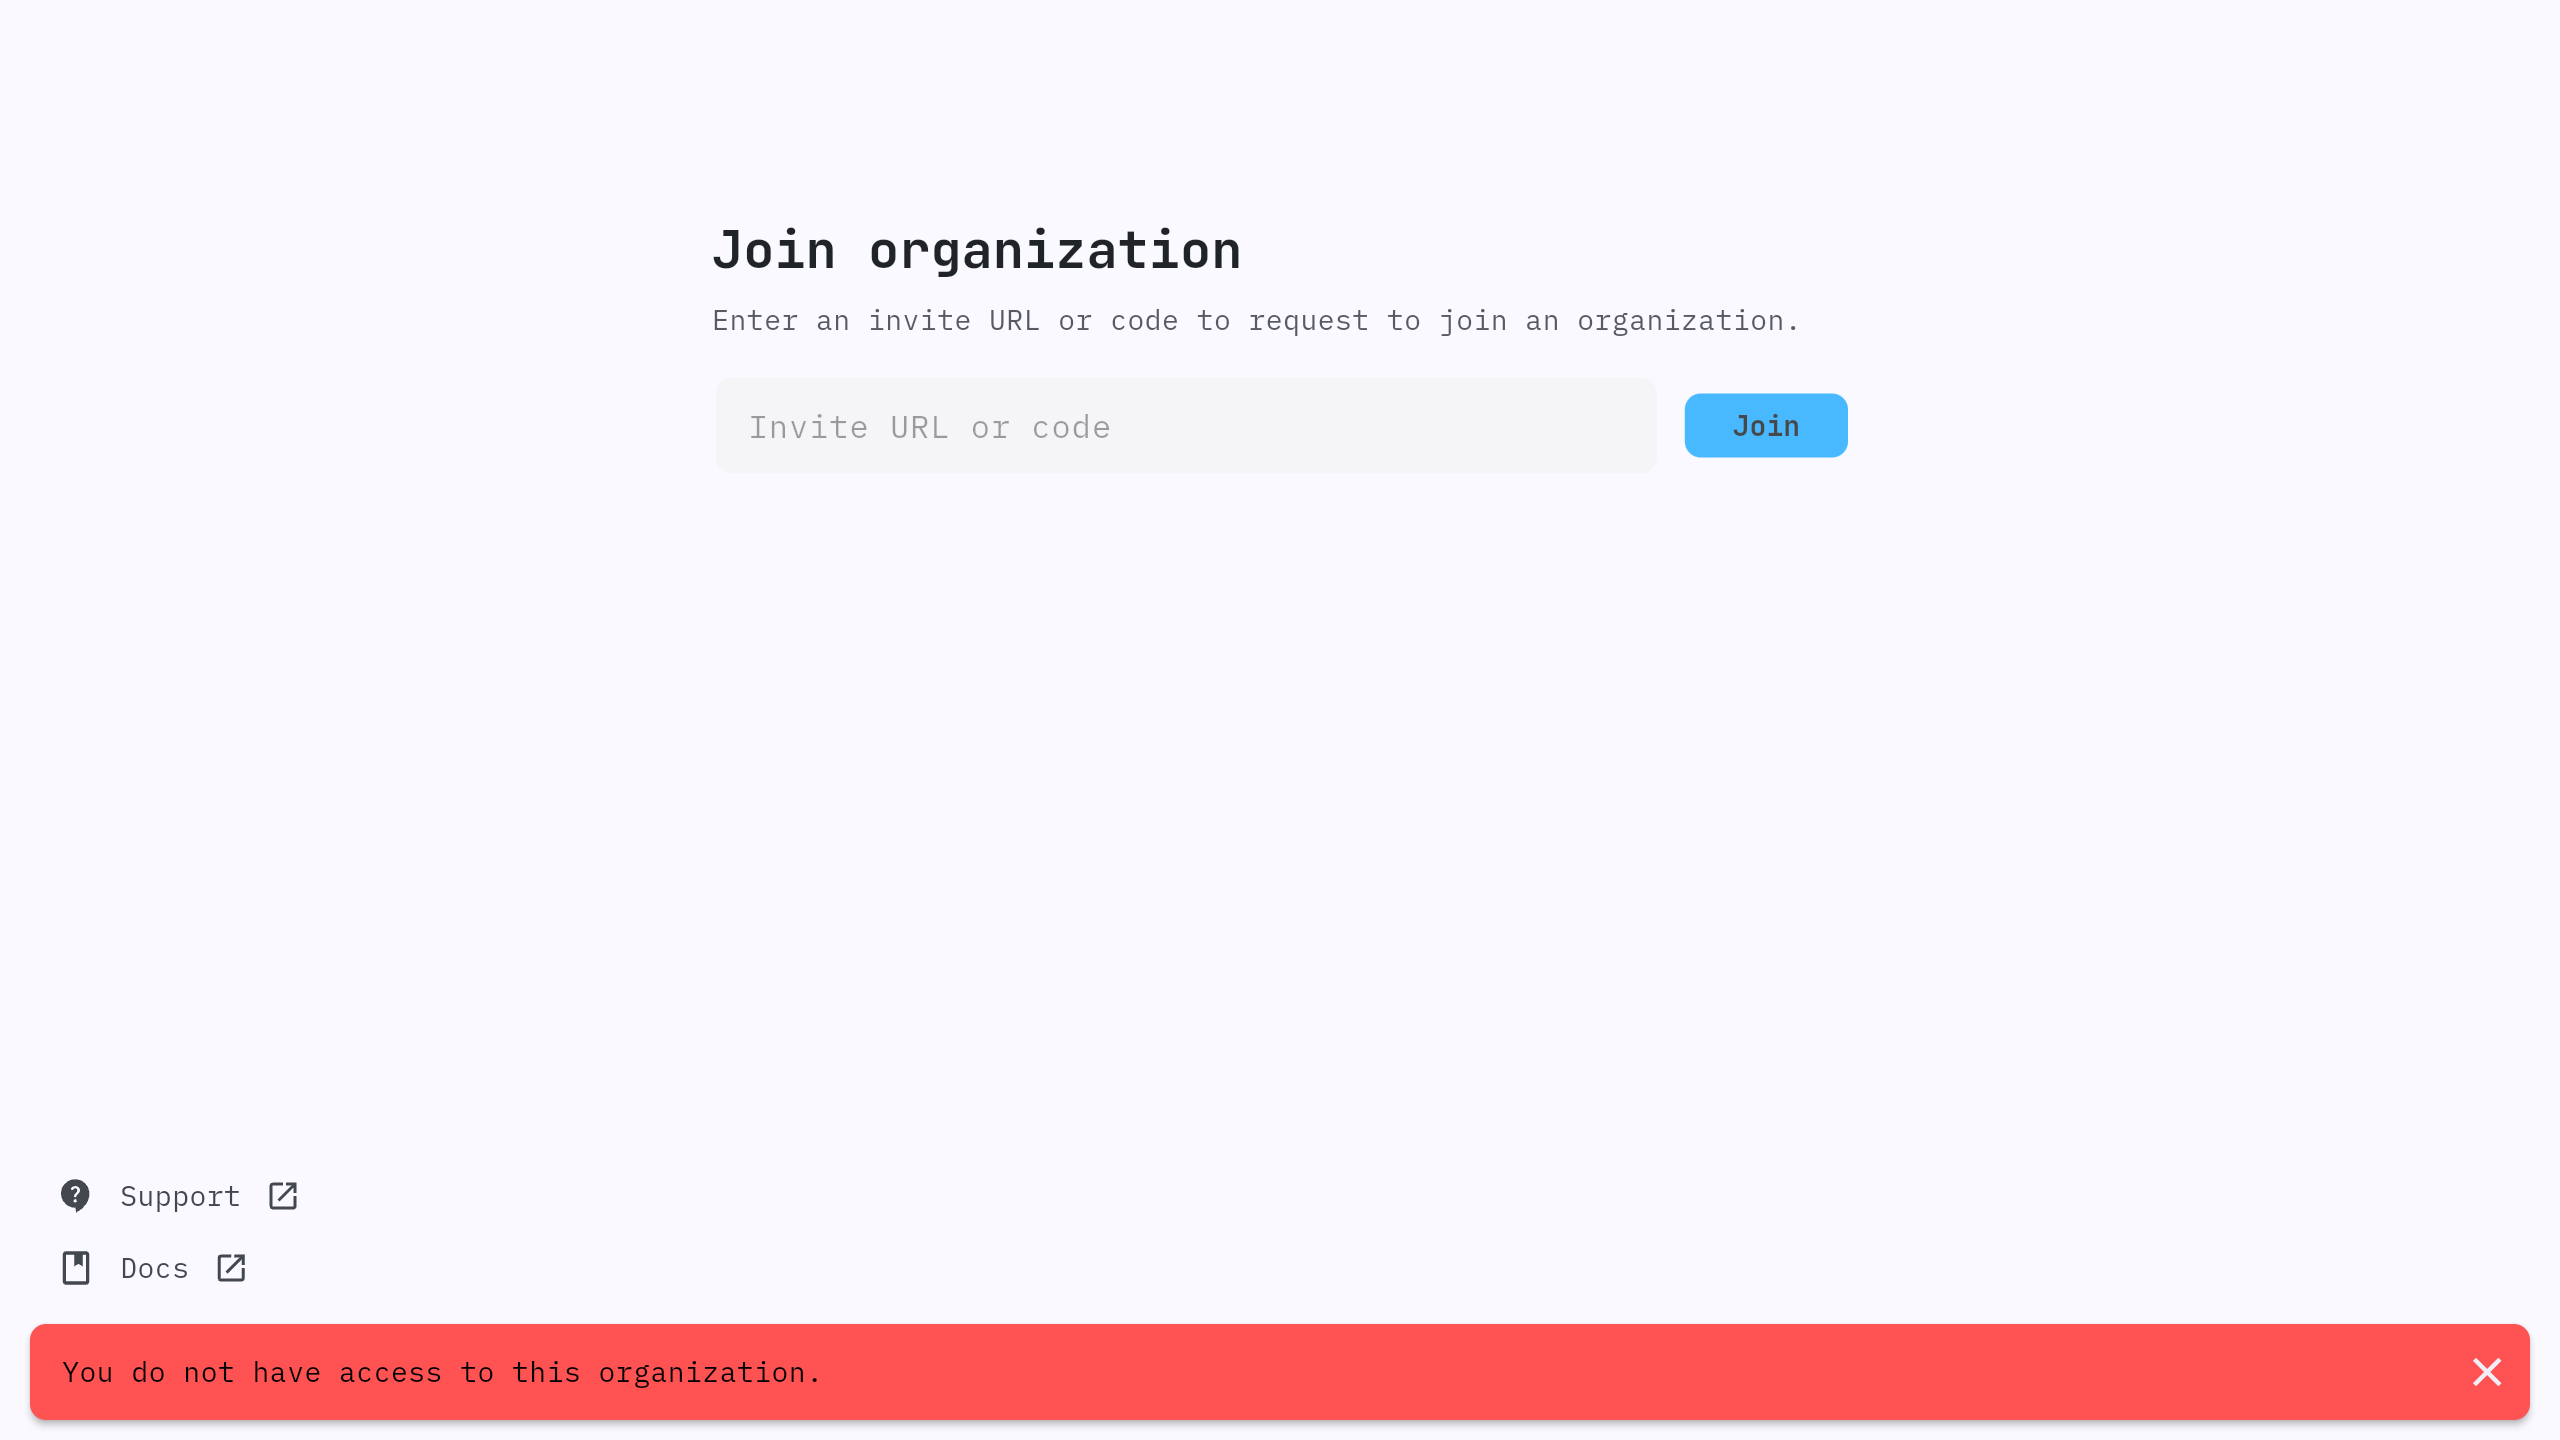 Join organization
Enter an invite URL or code to request to join an organization.
Invite URL or code
Join
Support
Docs
You do not have access to this organization.